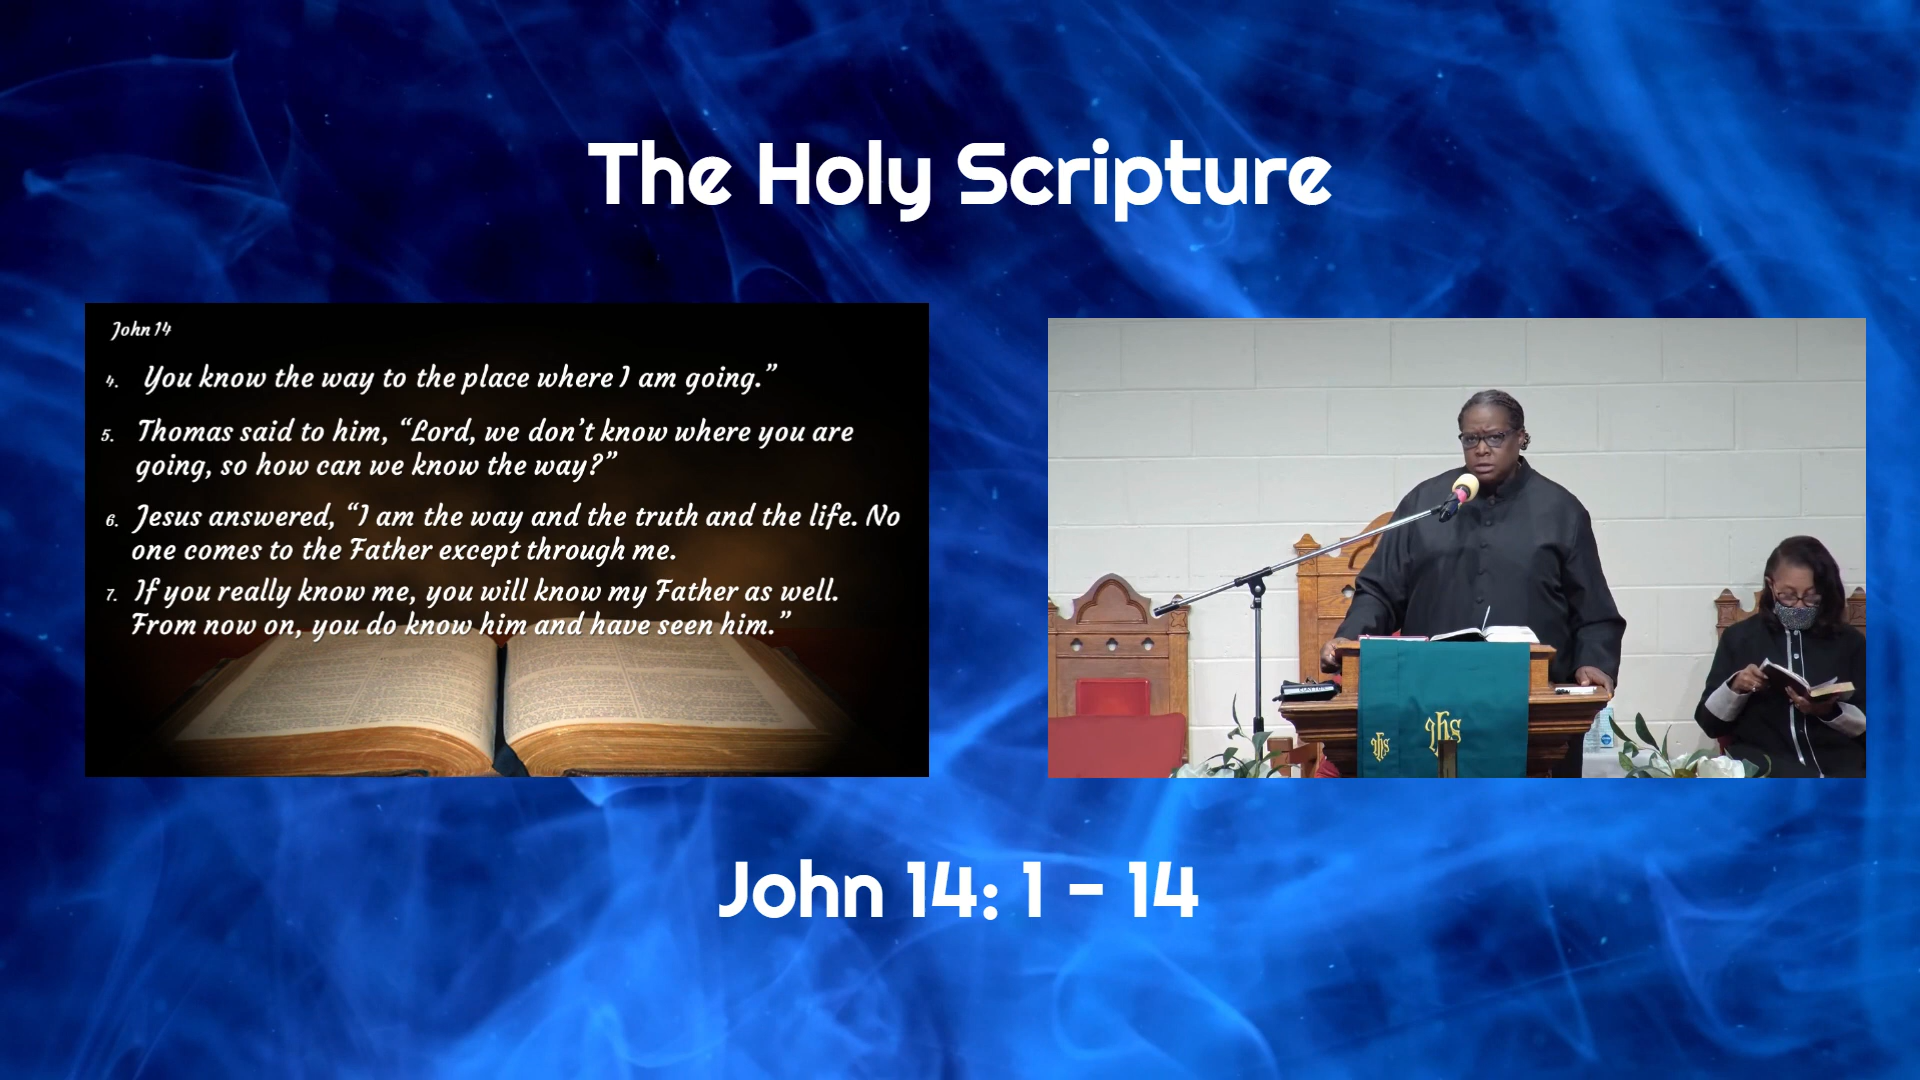 The Holy Scripture
John 14
4. You know the way to the place where I am going.”
5. Thomas said to him, “Lord, we don’t know where you are
going, so how can we know the way?”
6. Jesus answered, “I am the way and the truth and the life. No
one comes to the Father except through me.
7. If you really know me, you will know my Father as well.
From now on, you do know him and have seen him.”
ihs
ihs
John 14: 1 - 14